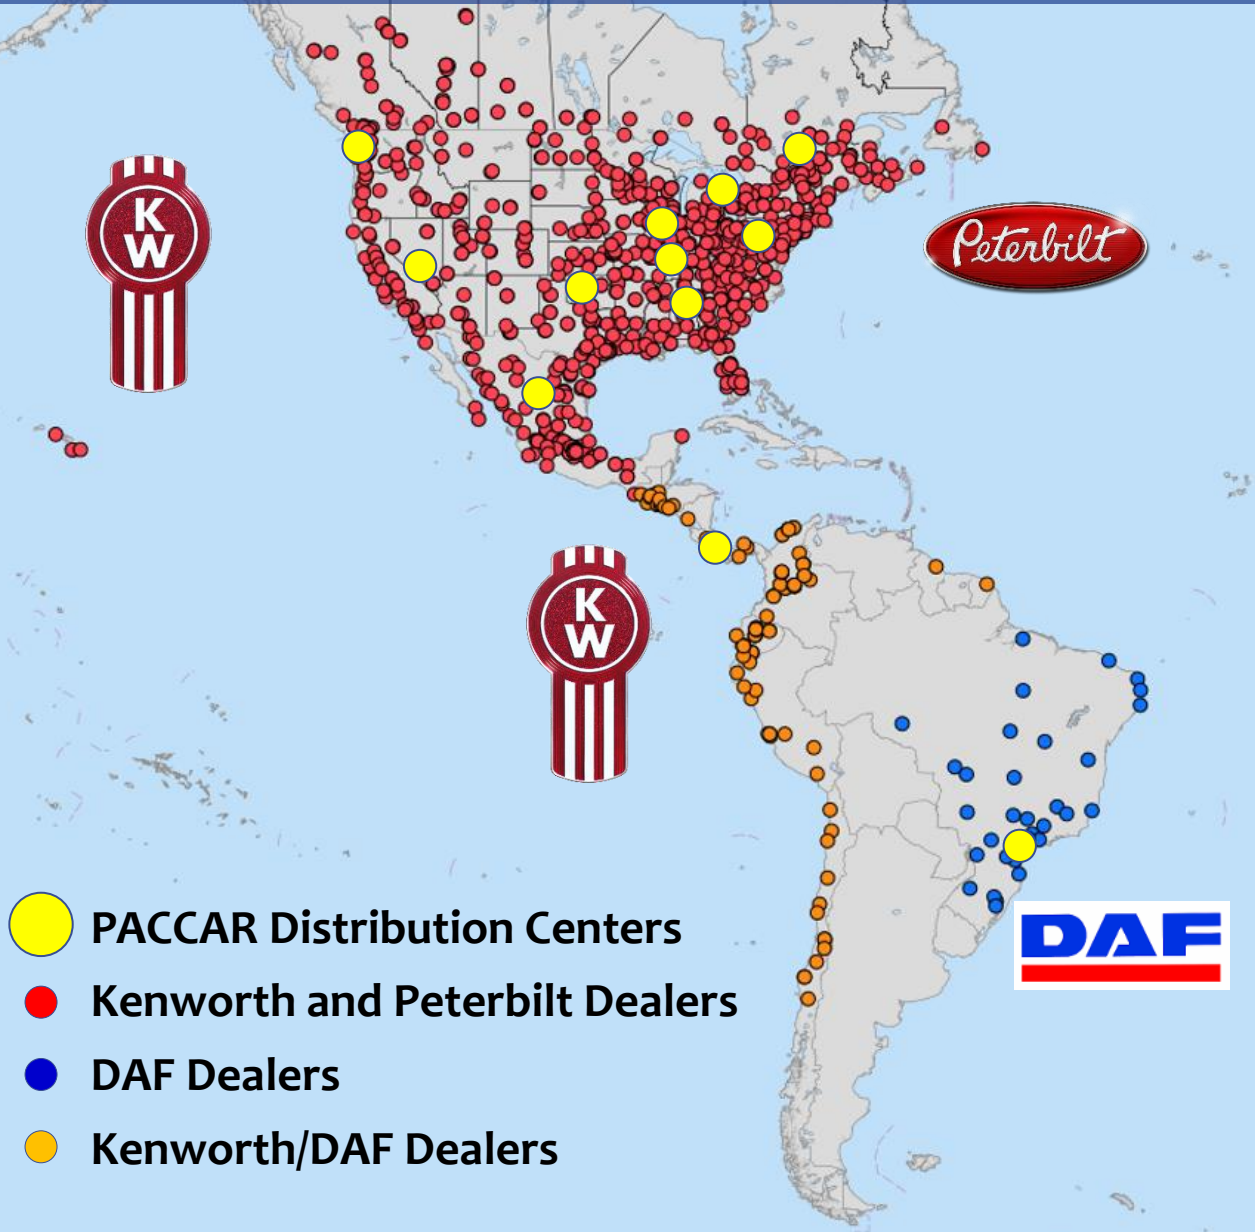 K
W
Peterbilt
K
W
DAF
PACCAR Distribution Centers
Kenworth and Peterbilt Dealers
DAF Dealers
Kenworth/DAF Dealers